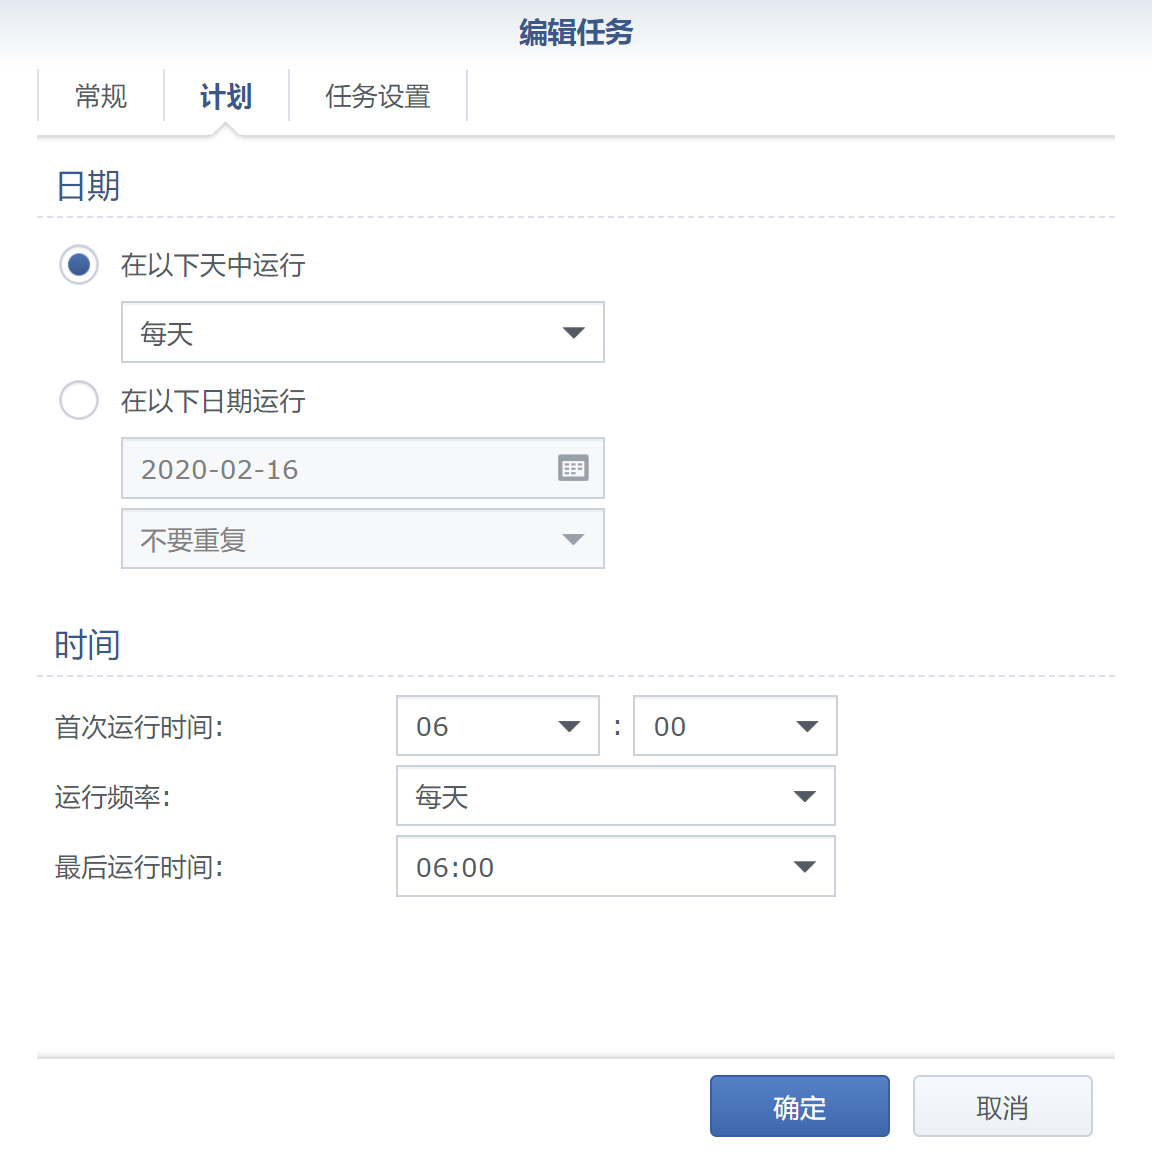 编辑任务
常规 计划 任务设置
日期
在以下天中运行
每天
在以下日期运行
2020-02-16
不要重复
时间
首次运行时间: 06 : 00
运行频率: 每天
最后运行时间: 06:00
确定 取消